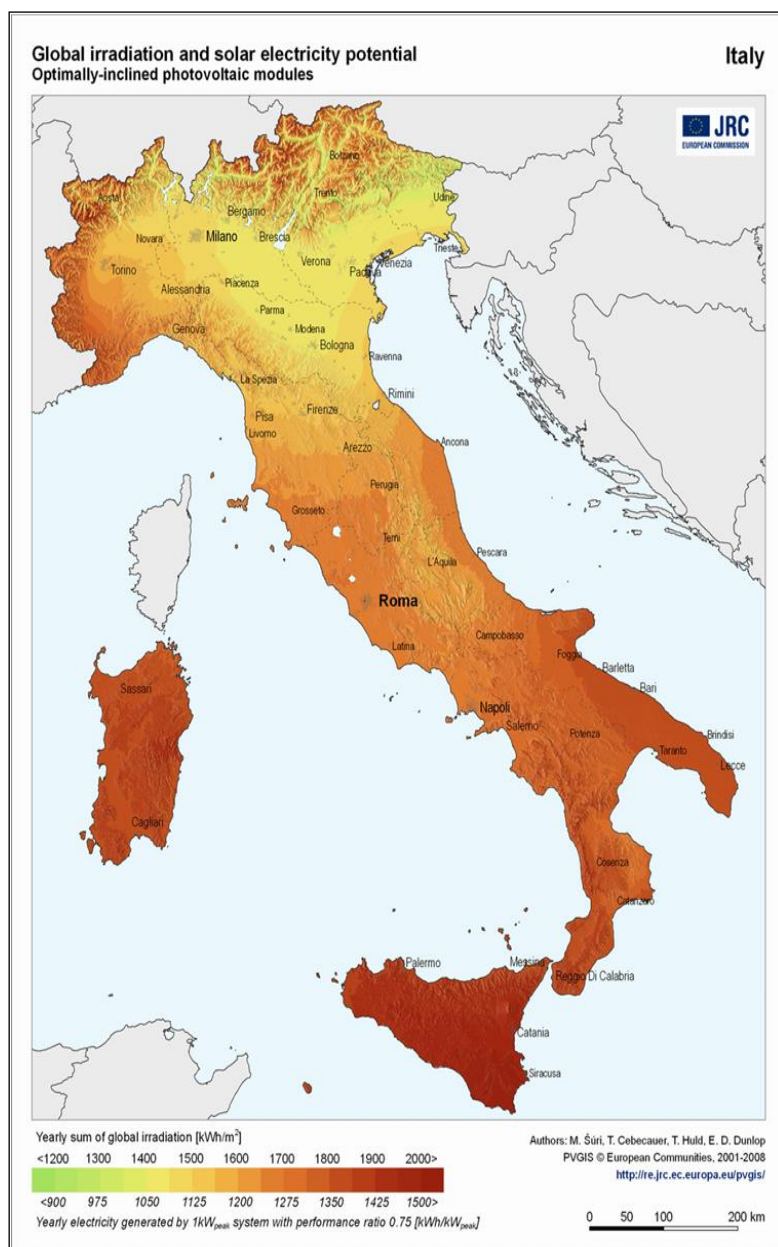 Global irradiation and solar electricity potential
Optimally-inclined photovoltaic modules
Italy
JRC
EUROPEAN COMMISSION
Bolzano
Aosta
Trento
Udine
Bergamo
Novara
Milano
Brescia
Trieste
Verona
Padova
Venezia
Torino
Piacenza
Alessandria
Parma
Genova
Modena
Bologna
Ravenna
La Spezia
Rimini
Pisa
Firenze
Livorno
Ancona
Arezzo
Perugia
Grosseto
Terni
L'Aquila
Pescara
Roma
Campobasso
Latina
Foggia
Barletta
Sassari
Bari
Napoli
Salerno
Potenza
Brindisi
Taranto
Lecce
Cagliari
Cosenza
Catanzaro
Palermo
Messina
Reggio Di Calabria
Catania
Siracusa
Yearly sum of global irradiation [kWh/m²]
<1200 1300 1400 1500 1600 1700 1800 1900 2000>
<900 975 1050 1125 1200 1275 1350 1425 1500>
Yearly electricity generated by 1kWpeak system with performance ratio 0.75 [kWh/kWpeak]
Authors: M. Šúri, T. Cebecauer, T. Huld, E. D. Dunlop
PVGIS © European Communities, 2001-2008
http://re.jrc.ec.europa.eu/pvgis/
0 50 100 200 km